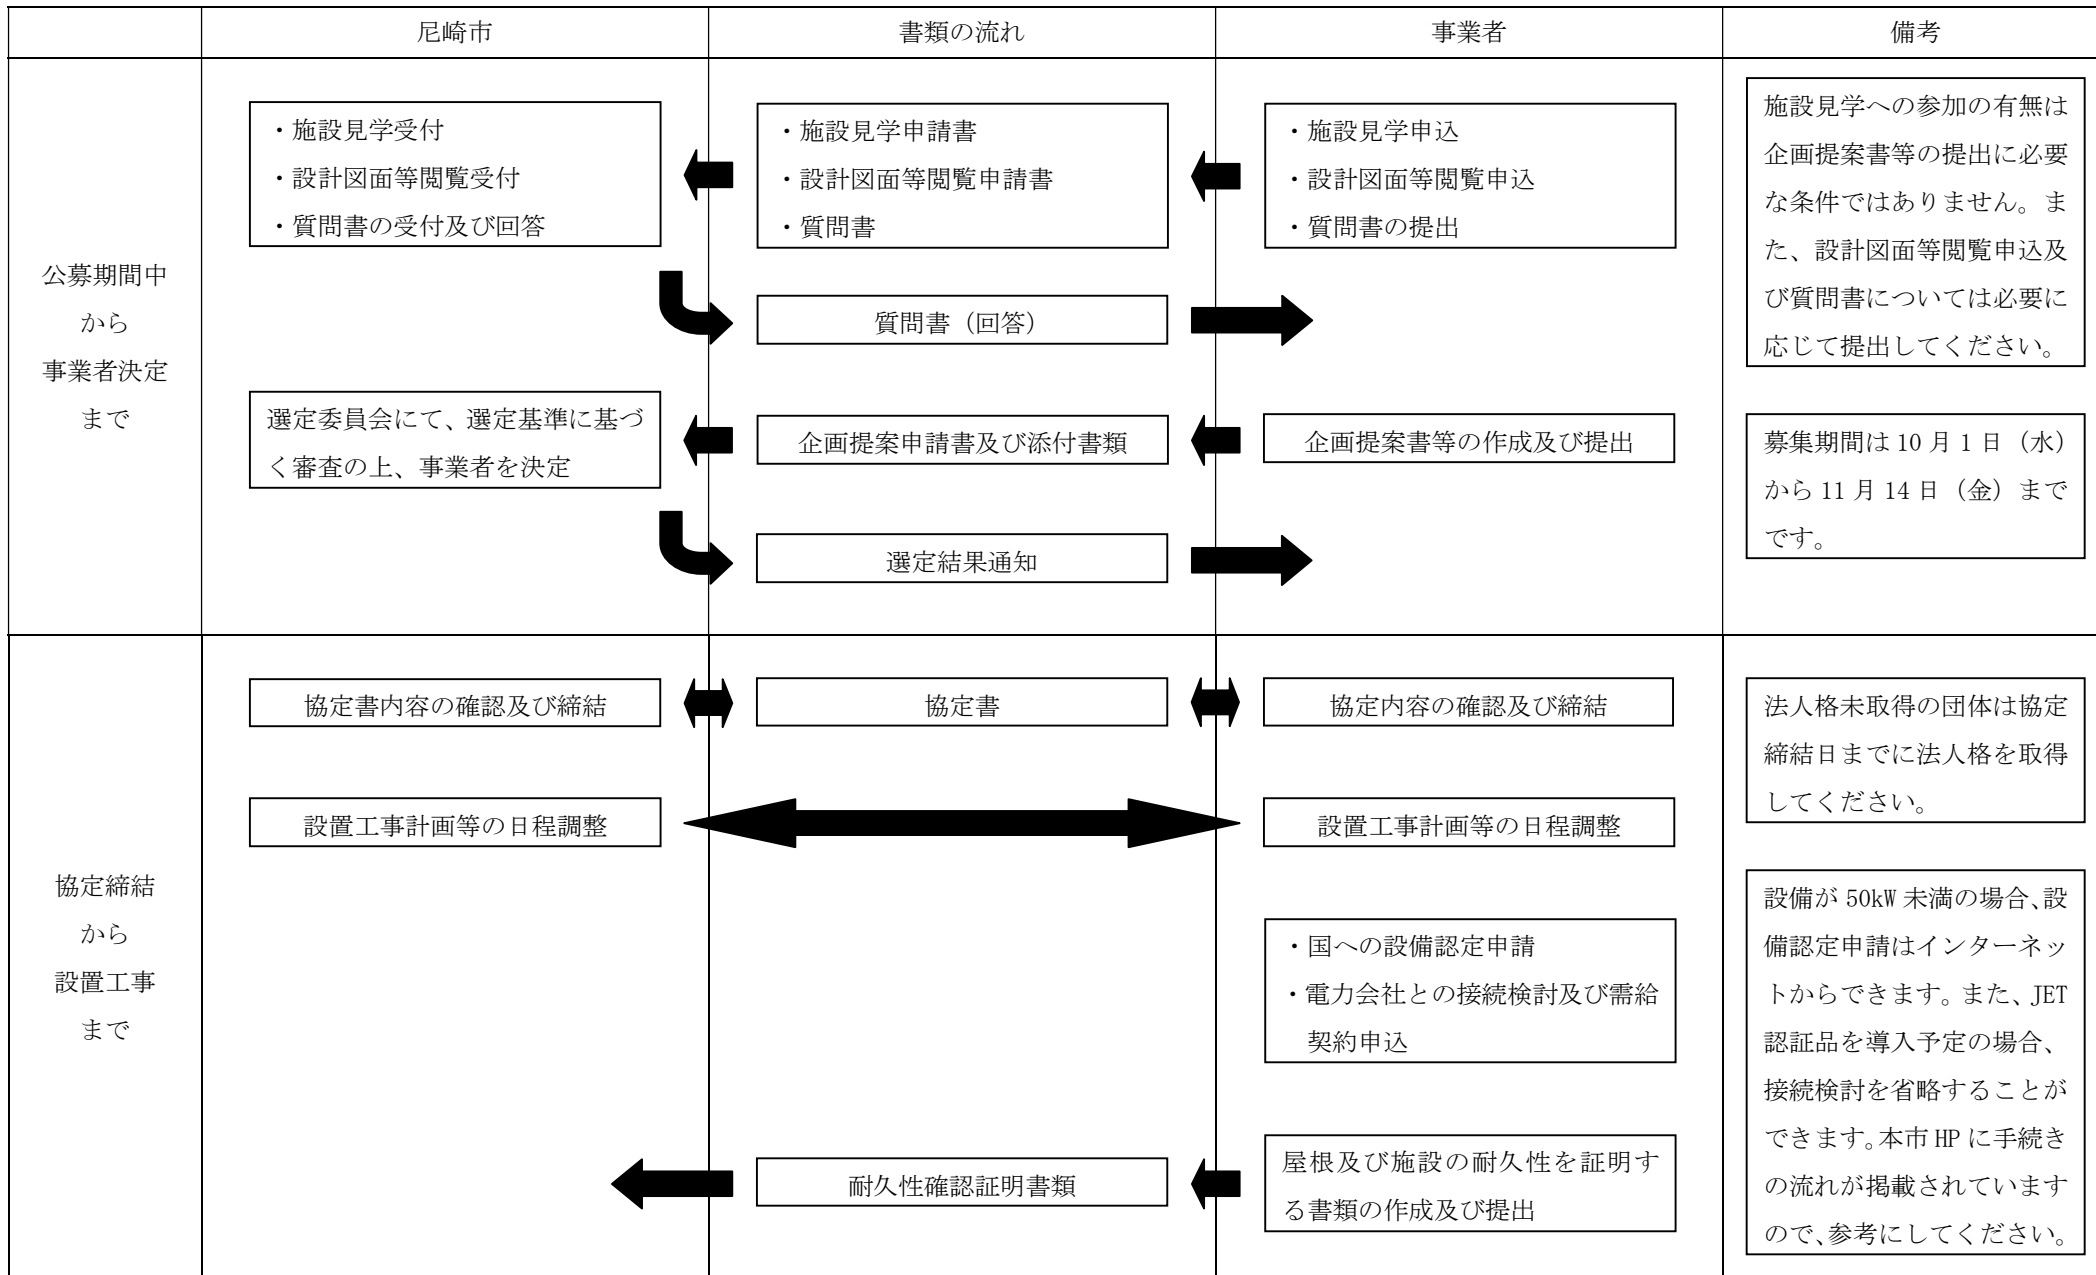 尼崎市
書類の流れ
事業者
備考
公募期間中
から
事業者決定
まで
・施設見学受付
・設計図面等閲覧受付
・質問書の受付及び回答
・施設見学申請書
・設計図面等閲覧申請書
・質問書
・施設見学申込
・設計図面等閲覧申込
・質問書の提出
施設見学への参加の有無は
企画提案書等の提出に必要
な条件ではありません。ま
た、設計図面等閲覧申込及
び質問書については必要に
応じて提出してください。
質問書（回答）
選定委員会にて、選定基準に基づ
く審査の上、事業者を決定
企画提案申請書及び添付書類
企画提案書等の作成及び提出
募集期間は 10 月 1 日（水）
から 11 月 14 日（金）まで
です。
選定結果通知
協定締結
から
設置工事
まで
協定書内容の確認及び締結
協定書
協定内容の確認及び締結
法人格未取得の団体は協定
締結日までに法人格を取得
してください。
設置工事計画等の日程調整
設置工事計画等の日程調整
・国への設備認定申請
・電力会社との接続検討及び需給
契約申込
設備が 50kW 未満の場合、設
備認定申請はインターネッ
トからできます。また、JET
認証品を導入予定の場合、
接続検討を省略することが
できます。本市 HP に手続き
の流れが掲載されています
ので、参考にしてください。
耐久性確認証明書類
屋根及び施設の耐久性を証明す
る書類の作成及び提出